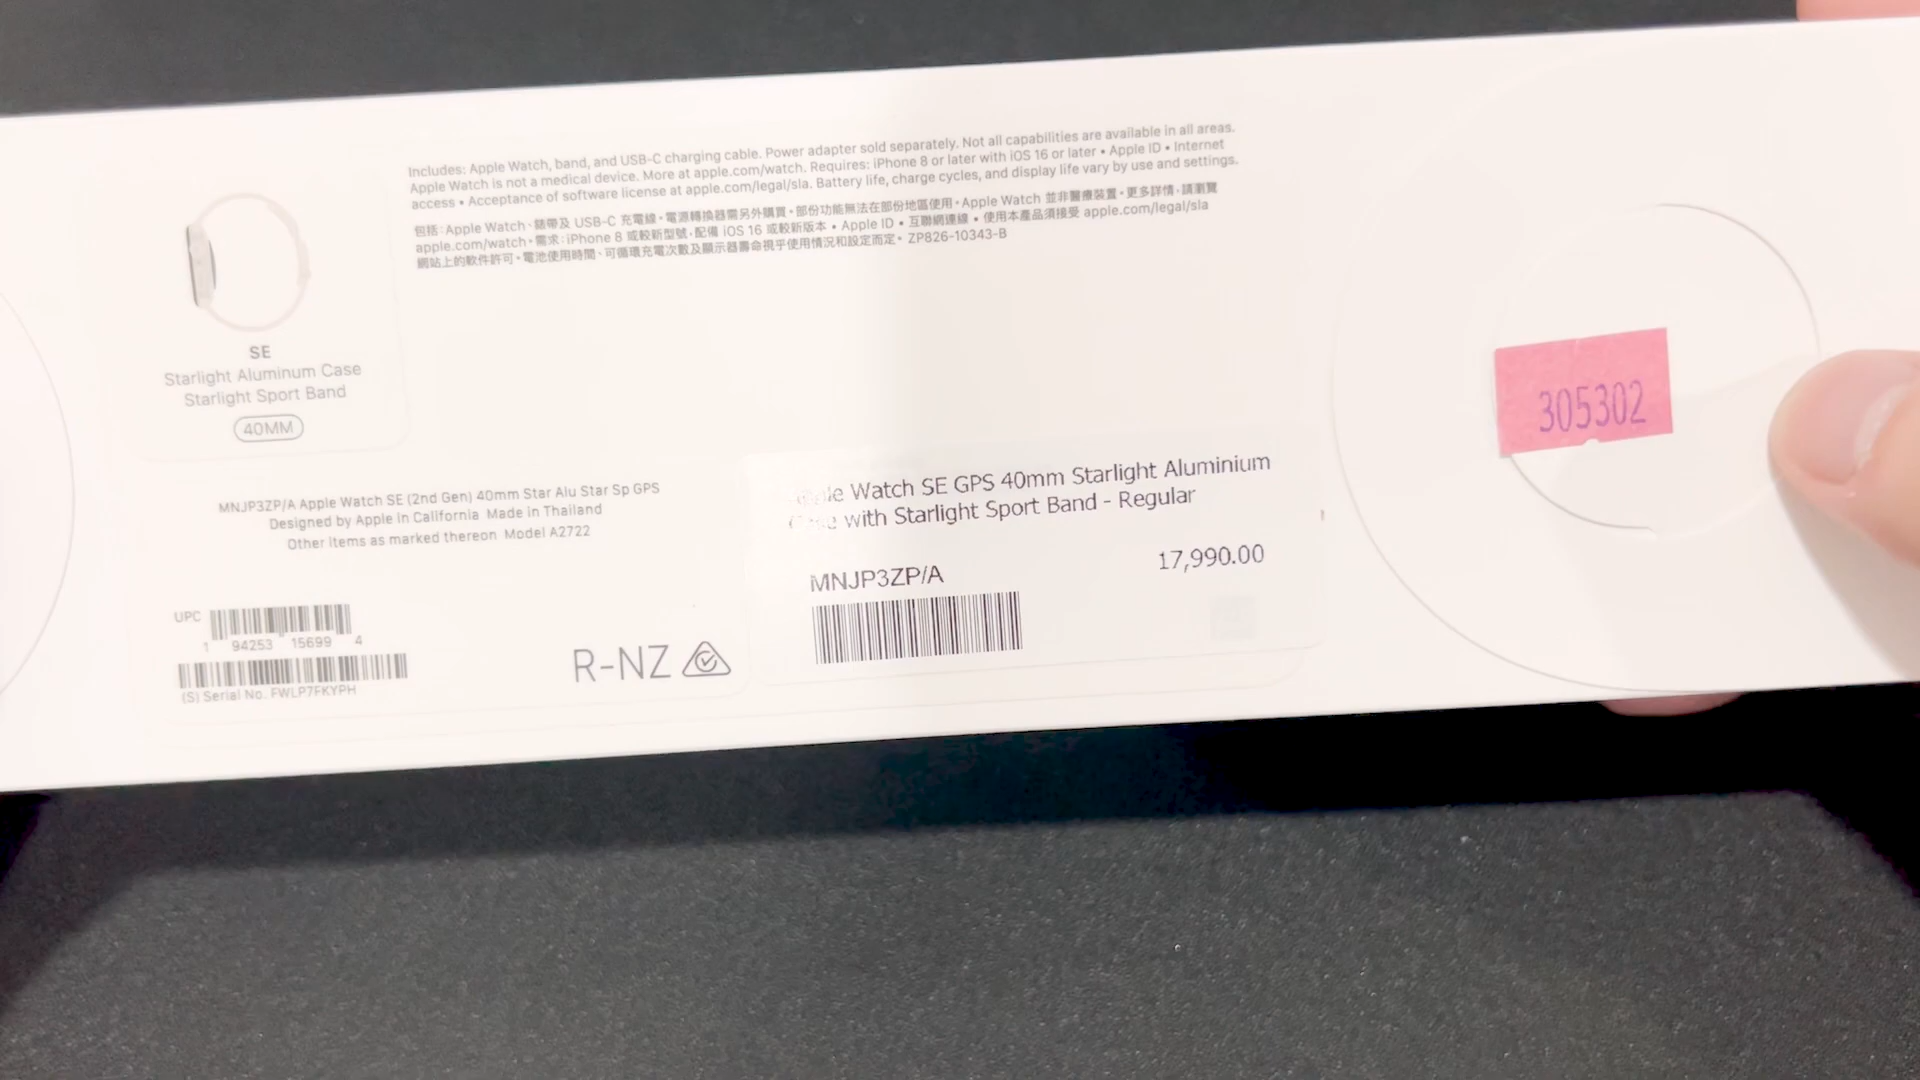 Includes: Apple Watch, band, and USB-C charging cable. Power adapter sold separately. Not all capabilities are available in all areas.
Apple Watch is not a medical device. More at apple.com/watch. Requires: iPhone 8 or later with iOS 16 or later • Apple ID • Internet
access • Acceptance of software license at apple.com/legal/sla. Battery life, charge cycles, and display life vary by use and settings.
包括：Apple Watch、錶帶及 USB-C 充電線。電源轉換器需另外購買。部份功能無法在部份地區使用。Apple Watch 並非醫療裝置。更多詳情，請瀏覽
apple.com/watch。需求：iPhone 8 或較新型號，配備 iOS 16 或較新版本 • Apple ID • 互聯網連線 • 使用本產品須接受 apple.com/legal/sla
網站上的軟件許可。電池使用時間、可循環充電次數及顯示器壽命視乎使用情況和設定而定。 ZP826-10343-B
SE
Starlight Aluminum Case
Starlight Sport Band
40MM
MNJP3ZP/A Apple Watch SE (2nd Gen) 40mm Star Alu Star Sp GPS
Designed by Apple in California Made in Thailand
Other items as marked thereon Model A2722
UPC
1 94253 15699 4
(S) Serial No. FWLP7FKYPH
R-NZ
Apple Watch SE GPS 40mm Starlight Aluminium
Case with Starlight Sport Band - Regular
MNJP3ZP/A
17,990.00
305302